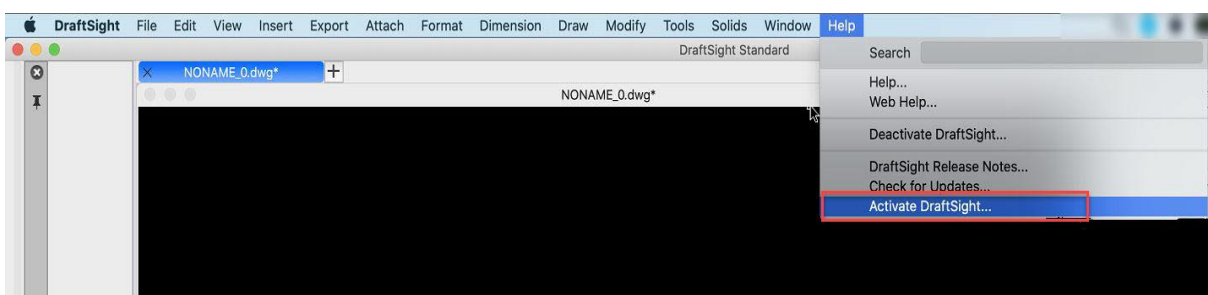 DraftSight File Edit View Insert Export Attach Format Dimension Draw Modify Tools Solids Window Help
DraftSight Standard
NONAME_0.dwg*
NONAME_0.dwg*
Search
Help...
Web Help...
Deactivate DraftSight...
DraftSight Release Notes...
Check for Updates...
Activate DraftSight...